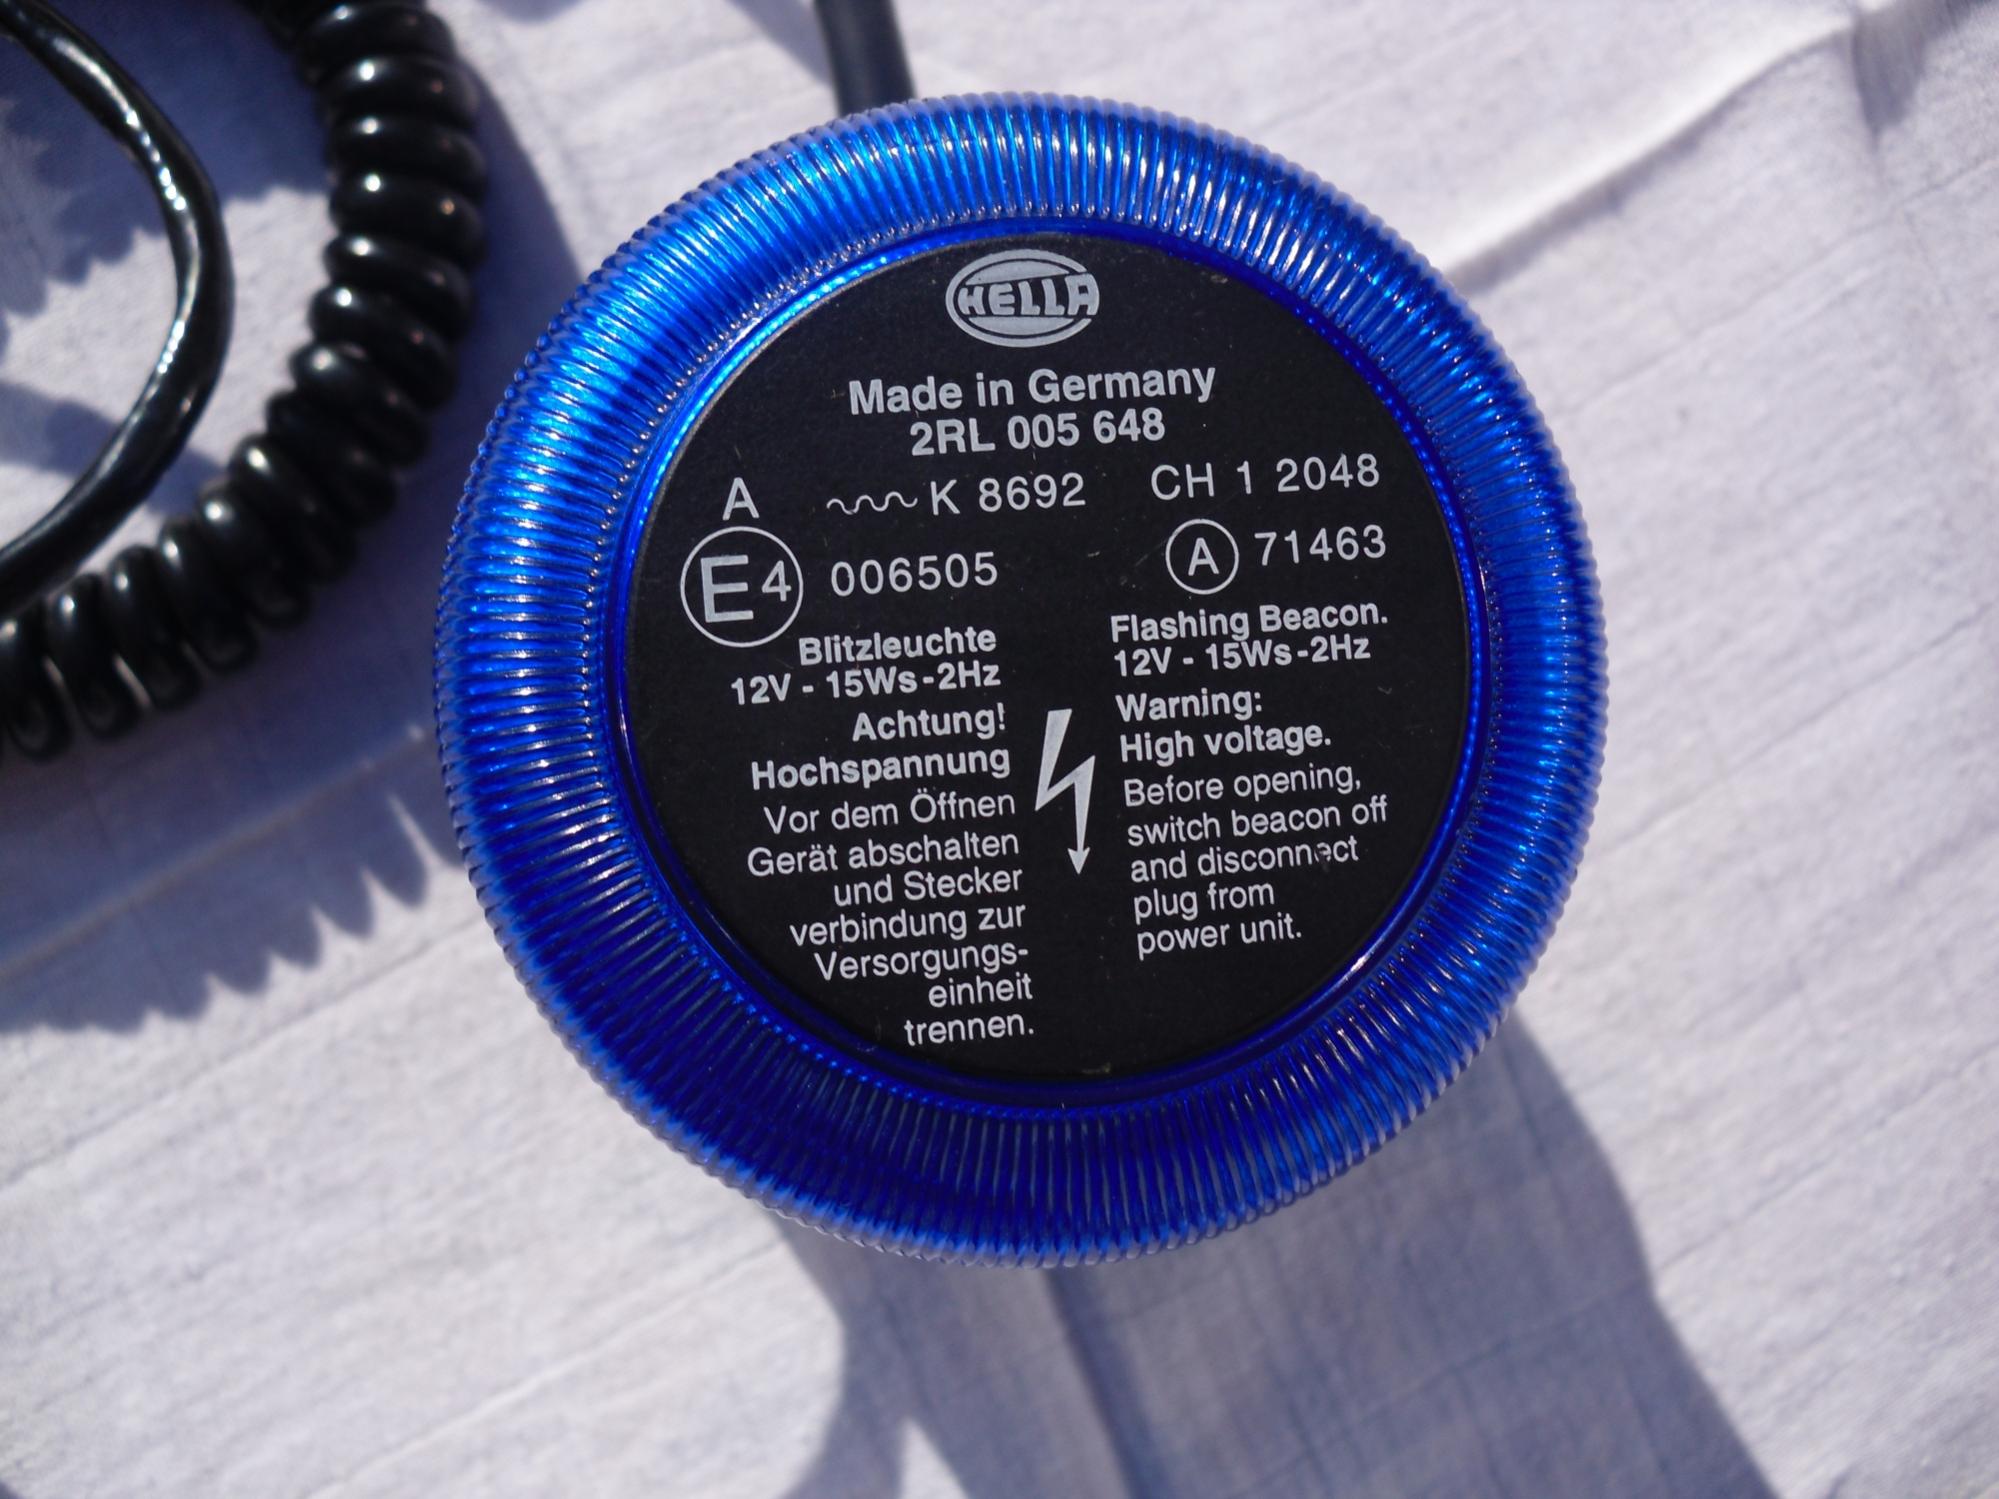 HELLA
Made in Germany
2RL 005 648
A
K 8692
CH 1 2048
E4 006505
A 71463
Blitzleuchte
12V - 15Ws-2Hz
Achtung!
Hochspannung
Vor dem Öffnen
Gerät abschalten
und Stecker
verbindung zur
Versorgungs-
einheit
trennen.
Flashing Beacon.
12V - 15Ws-2Hz
Warning:
High voltage.
Before opening,
switch beacon off
and disconnect
plug from
power unit.